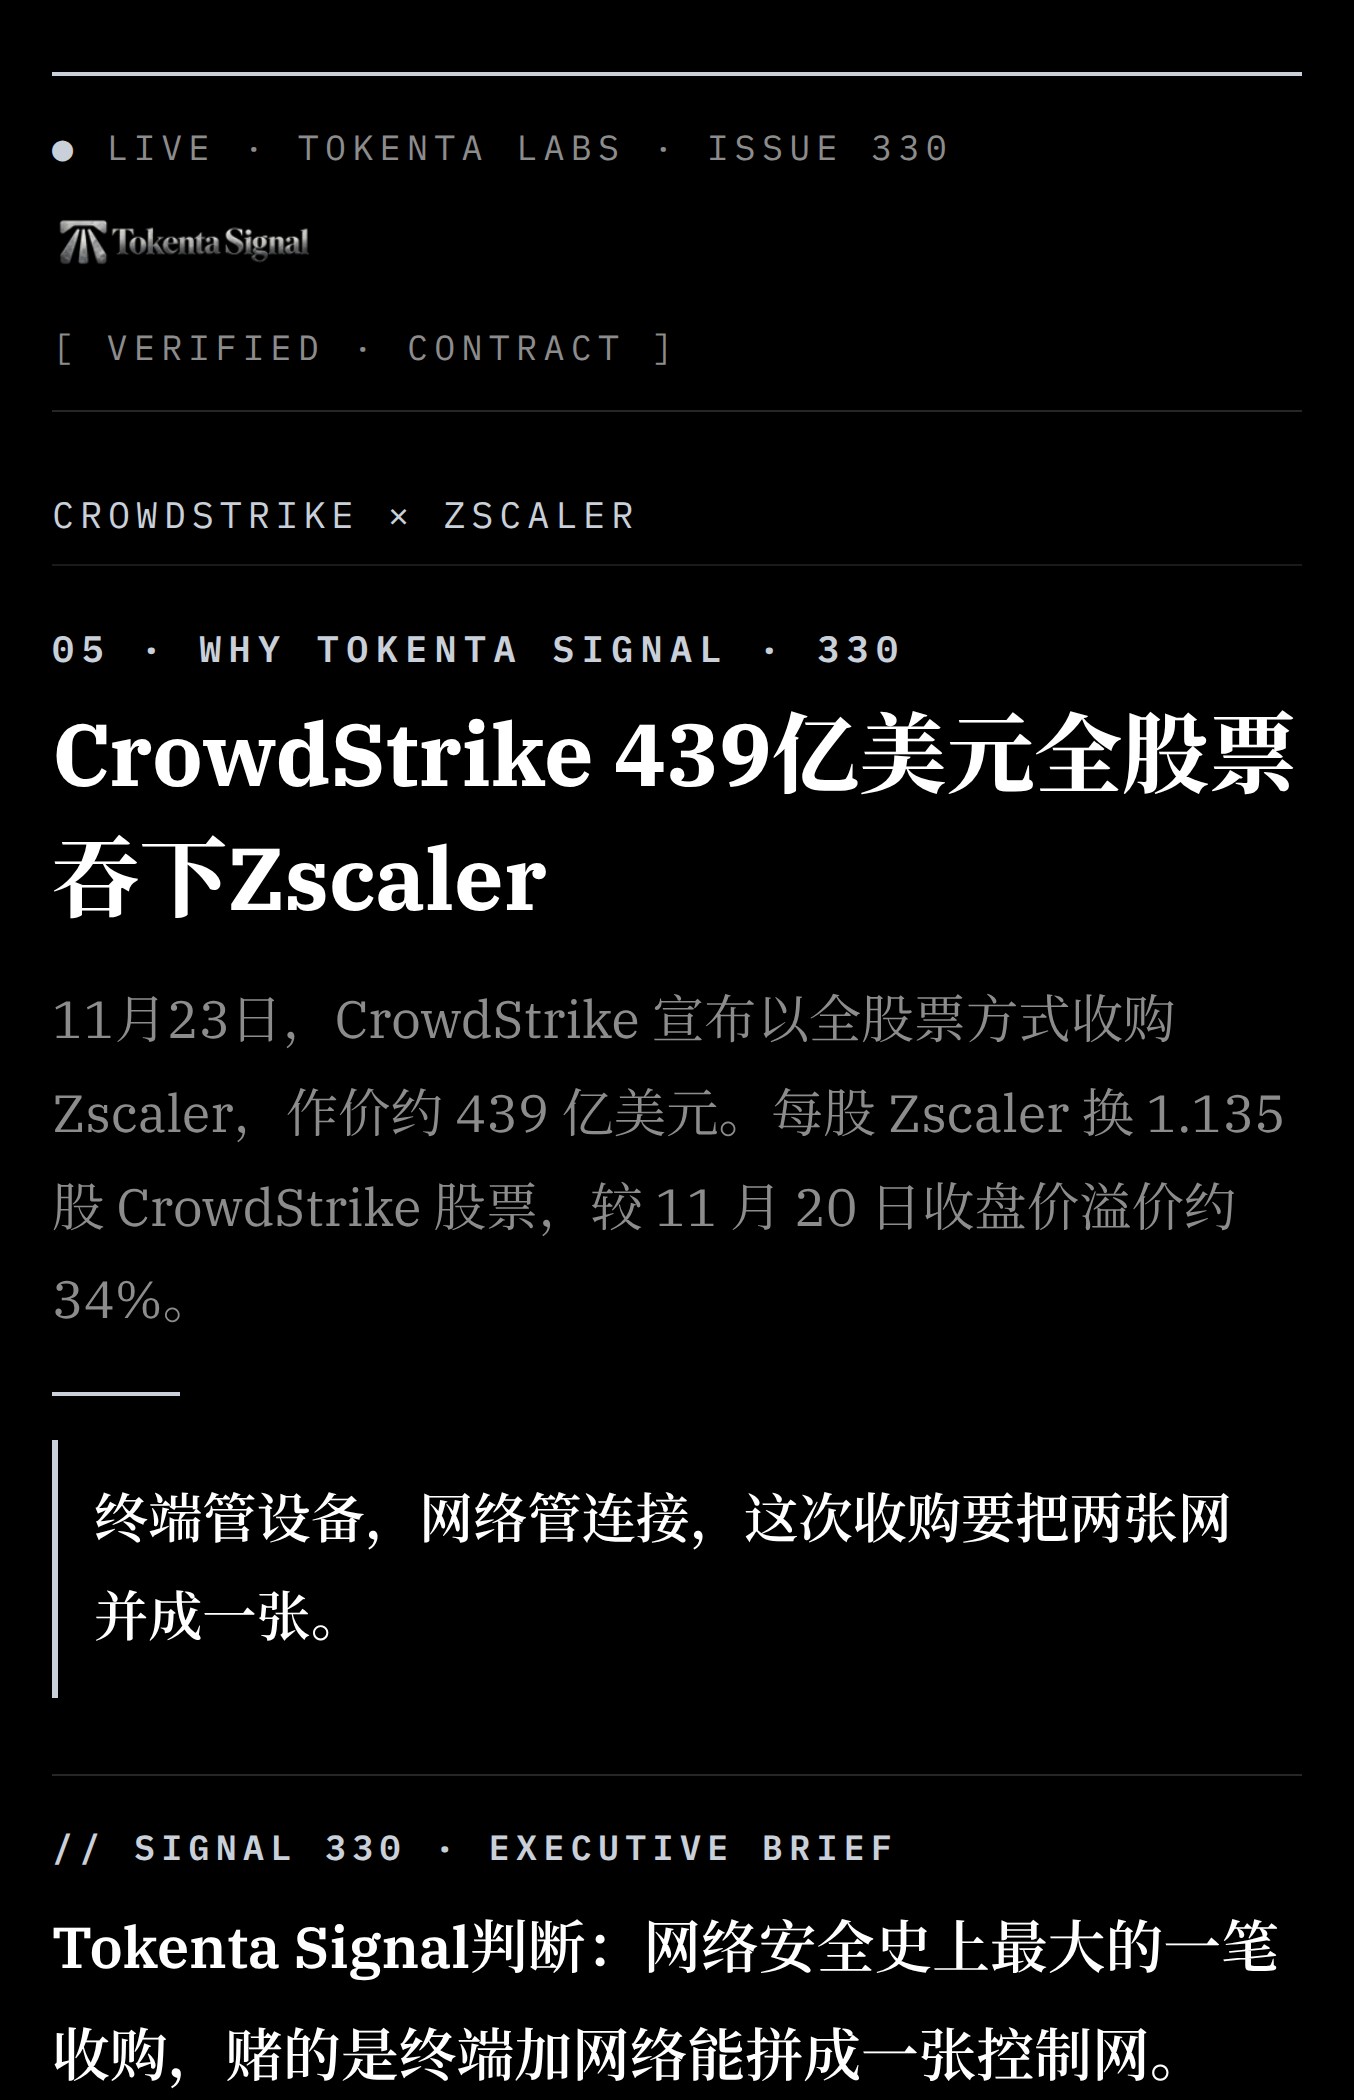 ● LIVE · TOKENTA LABS · ISSUE 330
Tokenta Signal
[ VERIFIED · CONTRACT ]
CROWDSTRIKE × ZSCALER
05 · WHY TOKENTA SIGNAL · 330
CrowdStrike 439亿美元全股票
吞下Zscaler
11月23日，CrowdStrike 宣布以全股票方式收购
Zscaler，作价约 439 亿美元。每股 Zscaler 换 1.135
股 CrowdStrike 股票，较 11 月 20 日收盘价溢价约
34%。
终端管设备，网络管连接，这次收购要把两张网
并成一张。
// SIGNAL 330 · EXECUTIVE BRIEF
Tokenta Signal判断：网络安全史上最大的一笔
收购，赌的是终端加网络能拼成一张控制网。